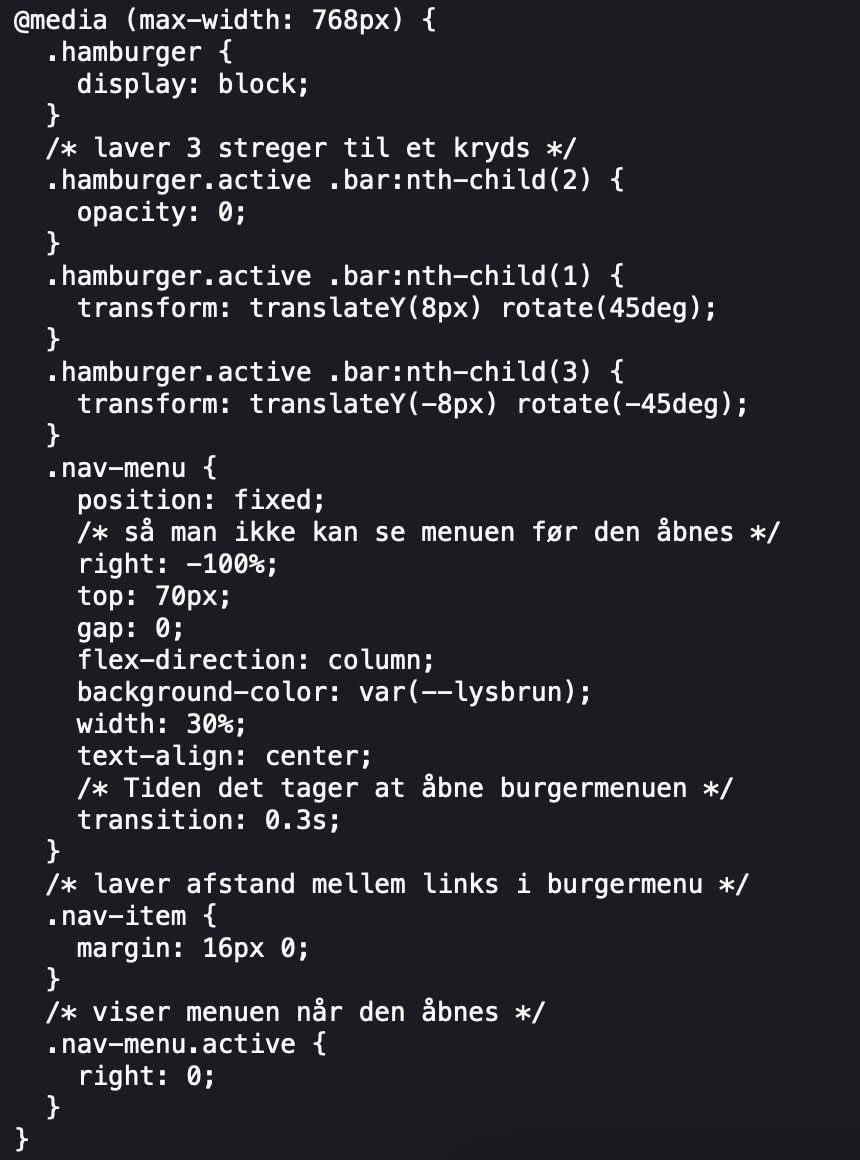 @media (max-width: 768px) {
  .hamburger {
    display: block;
  }
  /* laver 3 streger til et kryds */
  .hamburger.active .bar:nth-child(2) {
    opacity: 0;
  }
  .hamburger.active .bar:nth-child(1) {
    transform: translateY(8px) rotate(45deg);
  }
  .hamburger.active .bar:nth-child(3) {
    transform: translateY(-8px) rotate(-45deg);
  }
  .nav-menu {
    position: fixed;
    /* så man ikke kan se menuen før den åbnes */
    right: -100%;
    top: 70px;
    gap: 0;
    flex-direction: column;
    background-color: var(--lysbrun);
    width: 30%;
    text-align: center;
    /* Tiden det tager at åbne burgermenuen */
    transition: 0.3s;
  }
  /* laver afstand mellem links i burgermenu */
  .nav-item {
    margin: 16px 0;
  }
  /* viser menuen når den åbnes */
  .nav-menu.active {
    right: 0;
  }
}